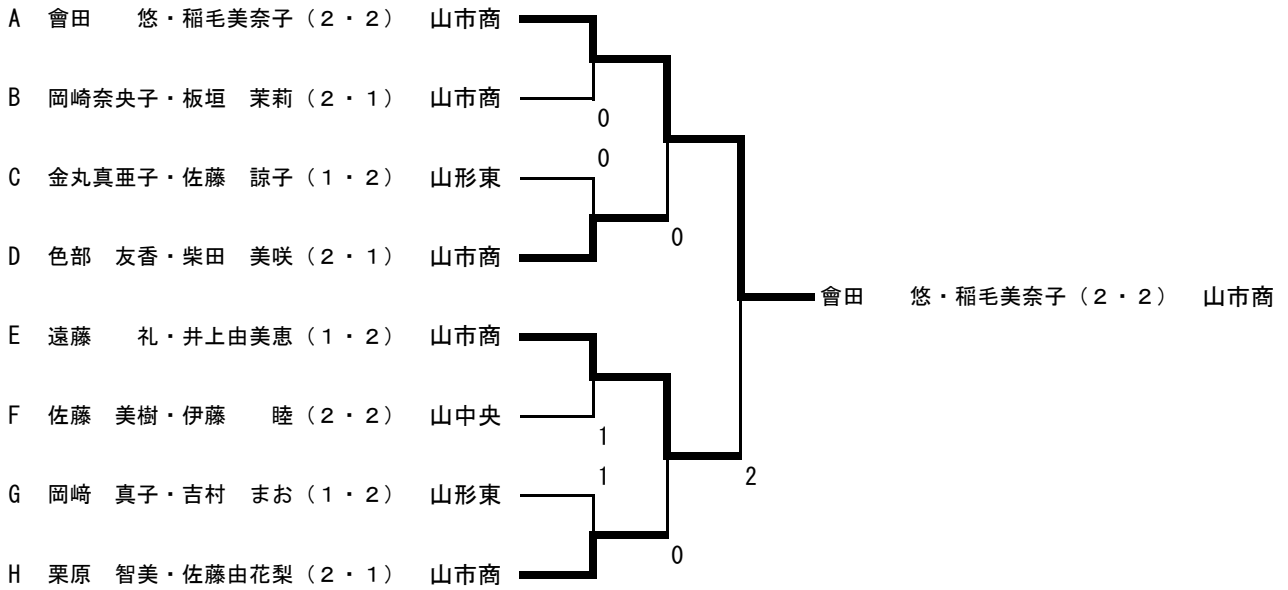 A 會田　　悠・稲毛美奈子（２・２） 山市商
B 岡崎奈央子・板垣　茉莉（２・１） 山市商
0
0
C 金丸真亜子・佐藤　諒子（１・２） 山形東
0
D 色部　友香・柴田　美咲（２・１） 山市商
會田　　悠・稲毛美奈子（２・２） 山市商
E 遠藤　　礼・井上由美恵（１・２） 山市商
F 佐藤　美樹・伊藤　　睦（２・２） 山中央
1
1
2
G 岡﨑　真子・吉村　まお（１・２） 山形東
0
H 栗原　智美・佐藤由花梨（２・１） 山市商